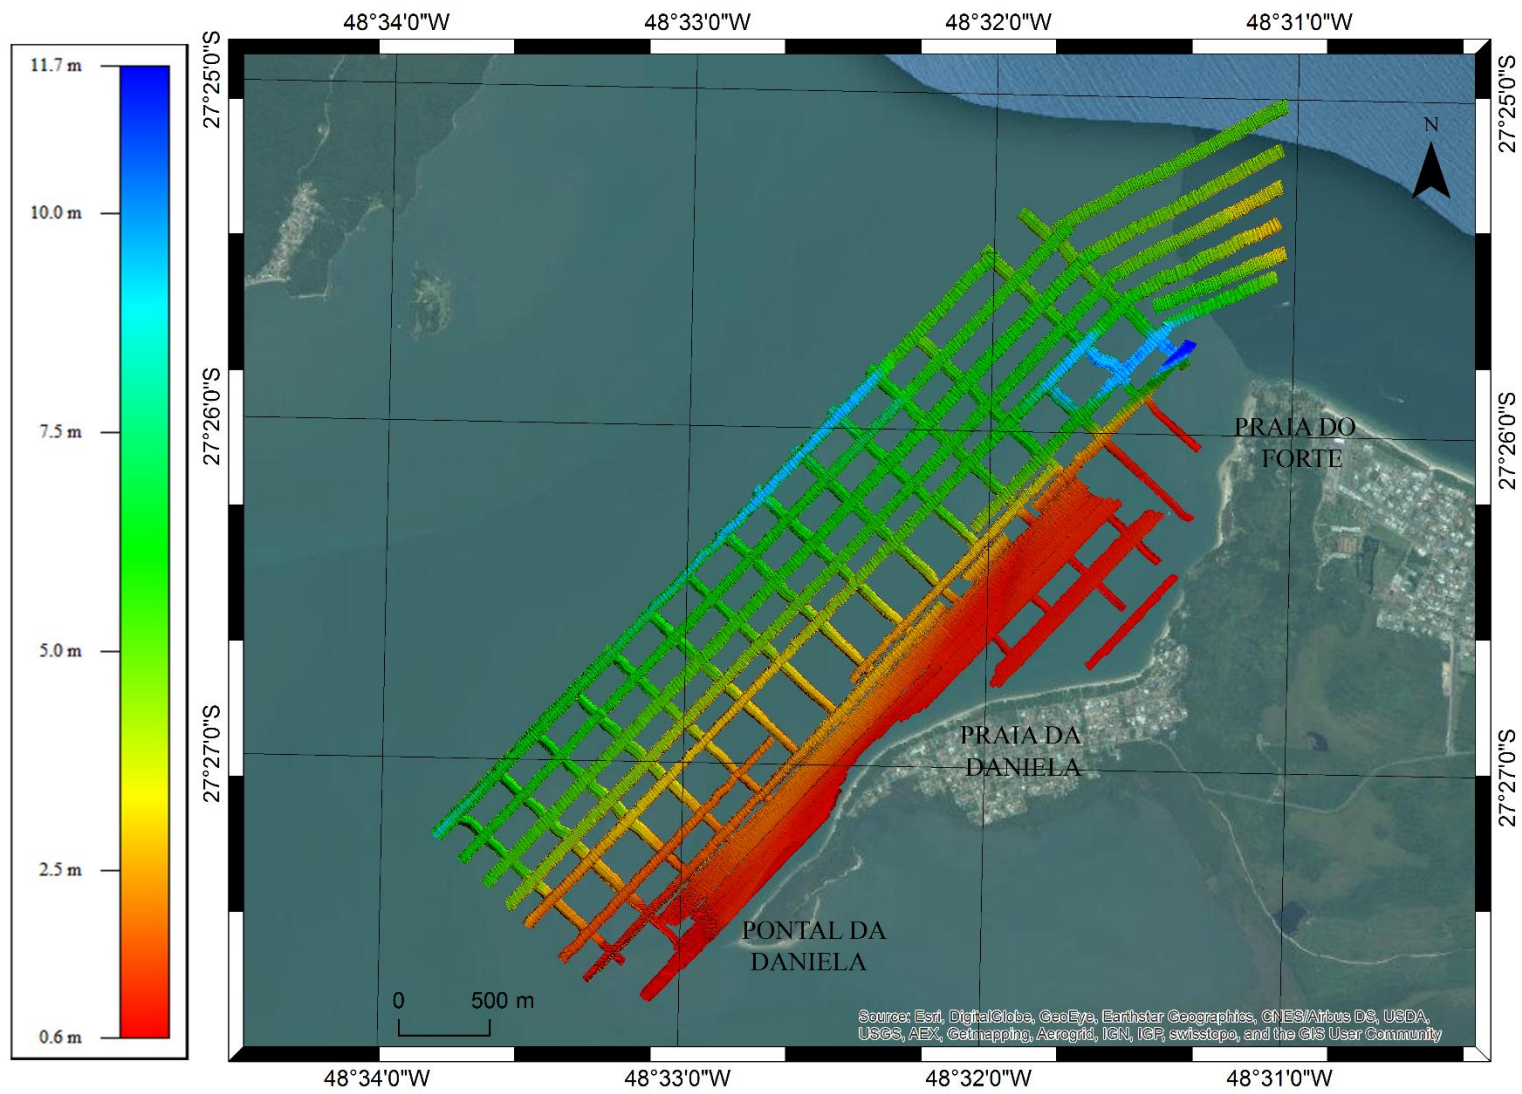 48°34'0"W
48°33'0"W
48°32'0"W
48°31'0"W
11.7 m
10.0 m
7.5 m
5.0 m
2.5 m
0.6 m
27°25'0"S
27°26'0"S
27°27'0"S
N
27°25'0"S
27°26'0"S
27°27'0"S
PRAIA DO
FORTE
PRAIA DA
DANIELA
PONTAL DA
DANIELA
0 500 m
Source: Esri, DigitalGlobe, GeoEye, Earthstar Geographics, CNES/Airbus DS, USDA,
USGS, AEX, Getmapping, Aerogrid, IGN, IGP, swisstopo, and the GIS User Community
48°34'0"W
48°33'0"W
48°32'0"W
48°31'0"W